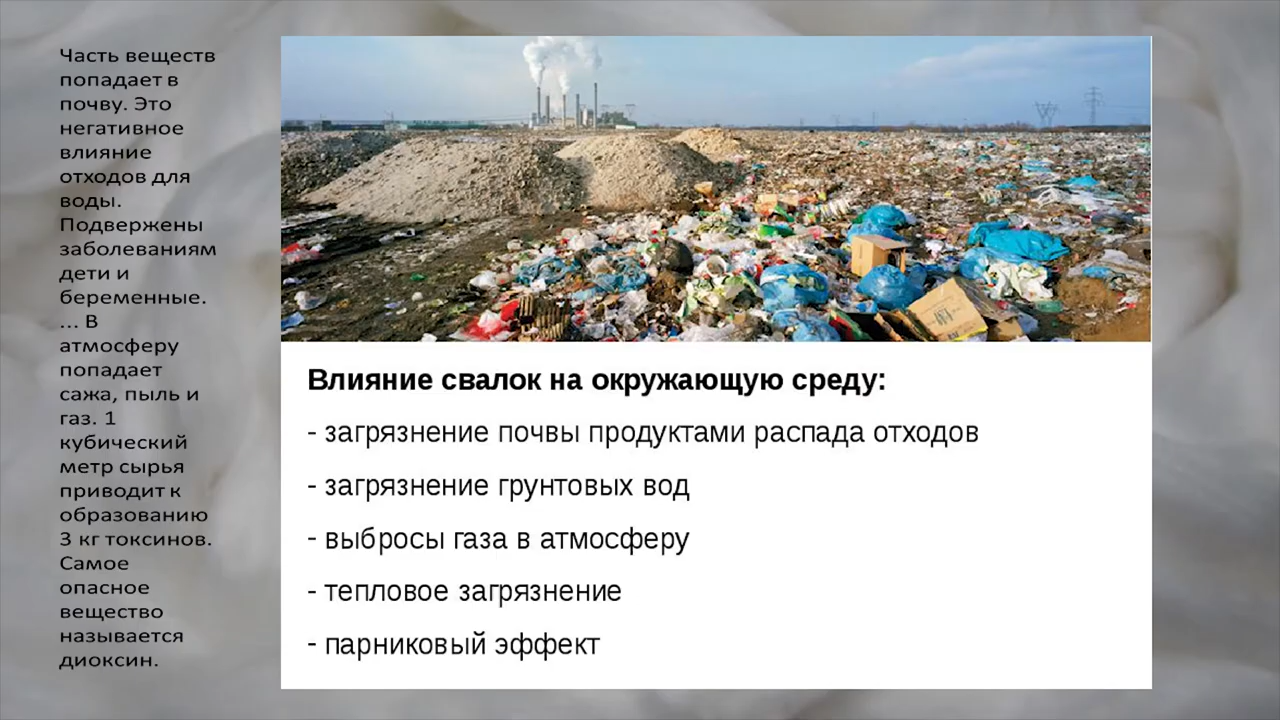 Часть веществ
попадает в
почву. Это
негативное
влияние
отходов для
воды.
Подвержены
заболеваниям
дети и
беременные.
... В
атмосферу
попадает
сажа, пыль и
газ. 1
кубический
метр сырья
приводит к
образованию
3 кг токсинов.
Самое
опасное
вещество
называется
диоксин.
Влияние свалок на окружающую среду:
- загрязнение почвы продуктами распада отходов
- загрязнение грунтовых вод
- выбросы газа в атмосферу
- тепловое загрязнение
- парниковый эффект